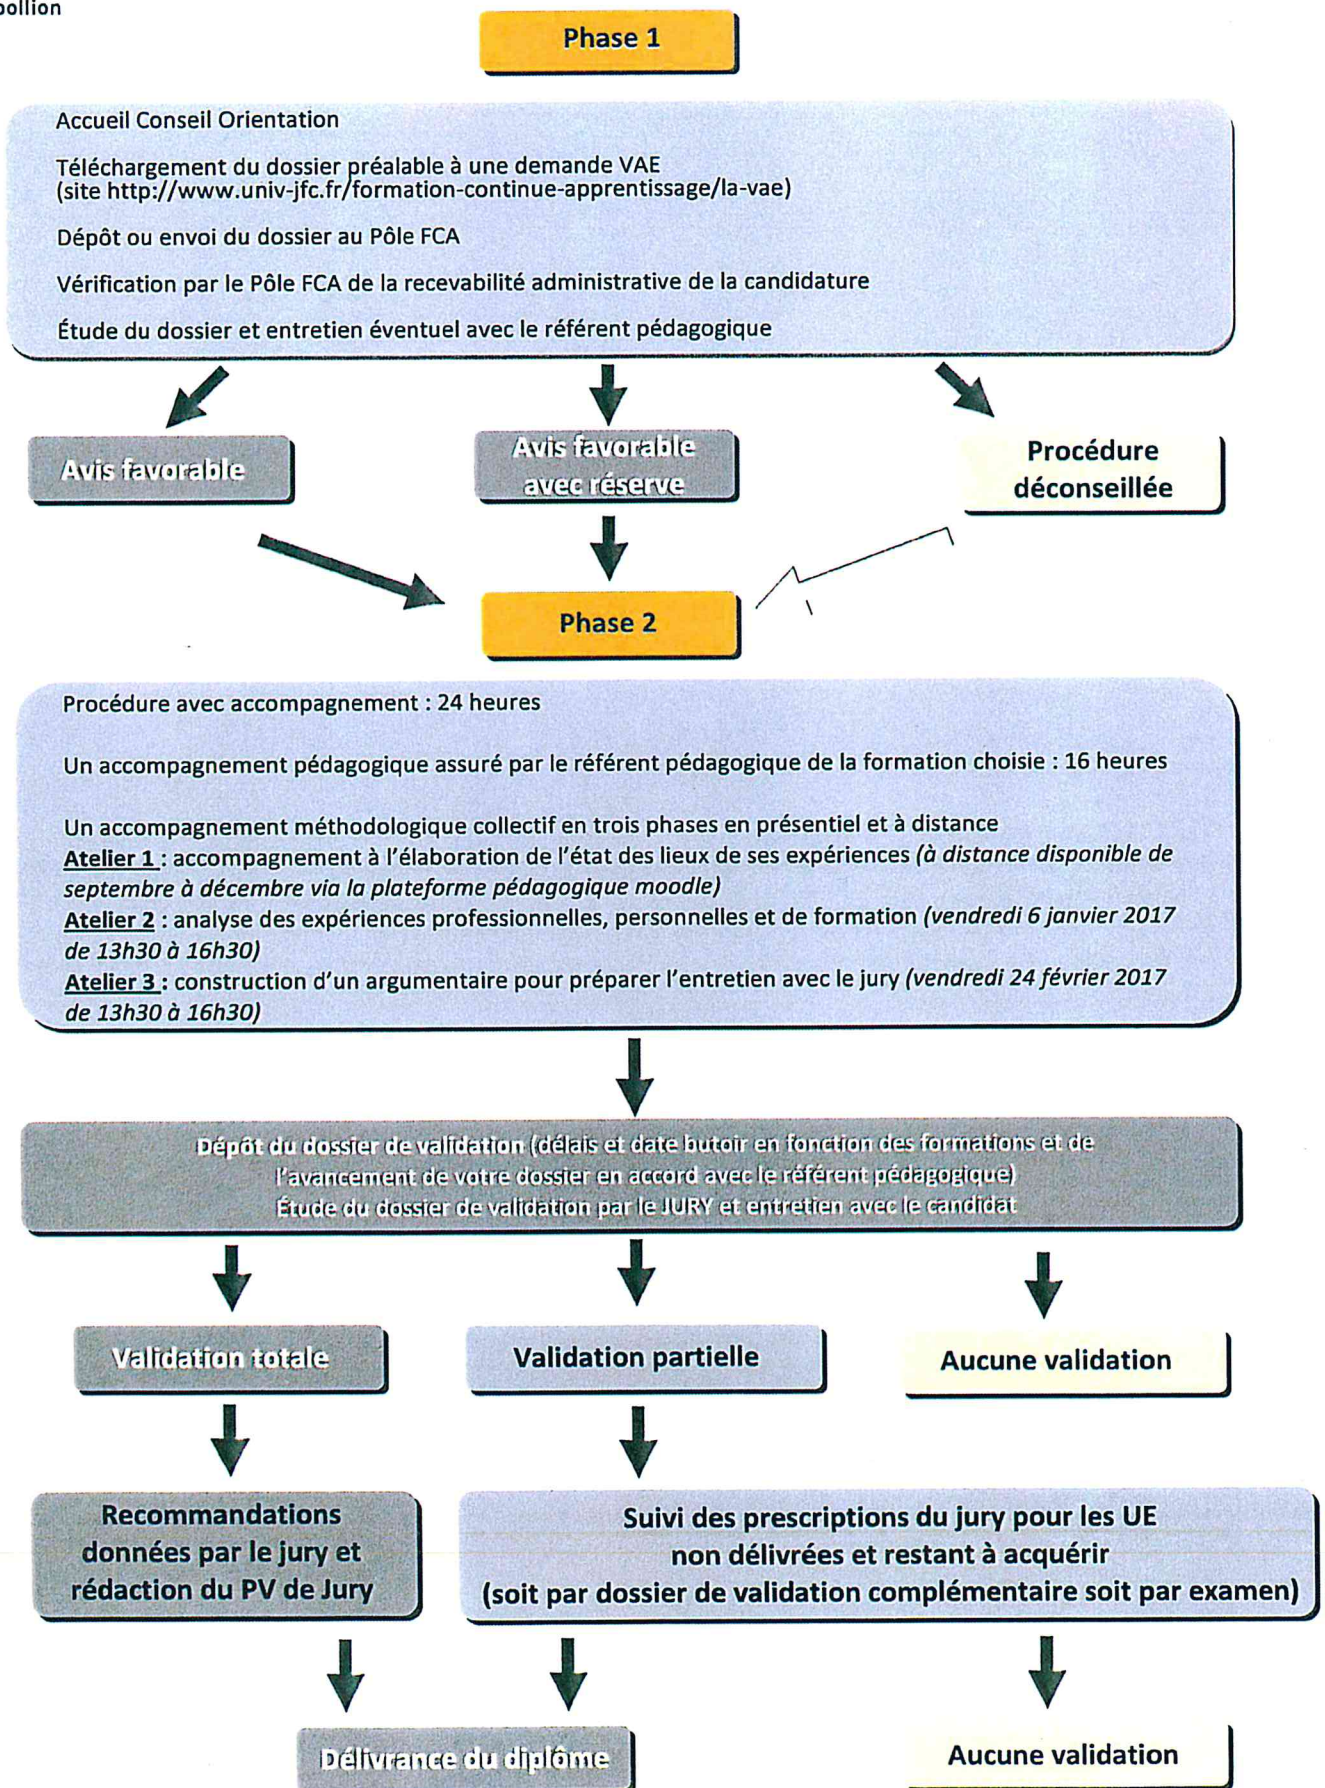 pollion
Phase 1
Accueil Conseil Orientation
Téléchargement du dossier préalable à une demande VAE
(site http://www.univ-jfc.fr/formation-continue-apprentissage/la-vae)
Dépôt ou envoi du dossier au Pôle FCA
Vérification par le Pôle FCA de la recevabilité administrative de la candidature
Étude du dossier et entretien éventuel avec le référent pédagogique
Avis favorable
Avis favorable
avec réserve
Procédure
déconseillée
Phase 2
Procédure avec accompagnement : 24 heures
Un accompagnement pédagogique assuré par le référent pédagogique de la formation choisie : 16 heures
Un accompagnement méthodologique collectif en trois phases en présentiel et à distance
Atelier 1 : accompagnement à l'élaboration de l'état des lieux de ses expériences (à distance disponible de
septembre à décembre via la plateforme pédagogique moodle)
Atelier 2 : analyse des expériences professionnelles, personnelles et de formation (vendredi 6 janvier 2017
de 13h30 à 16h30)
Atelier 3 : construction d'un argumentaire pour préparer l'entretien avec le jury (vendredi 24 février 2017
de 13h30 à 16h30)
Dépôt du dossier de validation (délais et date butoir en fonction des formations et de
l'avancement de votre dossier en accord avec le référent pédagogique)
Étude du dossier de validation par le JURY et entretien avec le candidat
Validation totale
Validation partielle
Aucune validation
Recommandations
données par le jury et
rédaction du PV de Jury
Suivi des prescriptions du jury pour les UE
non délivrées et restant à acquérir
(soit par dossier de validation complémentaire soit par examen)
Délivrance du diplôme
Aucune validation